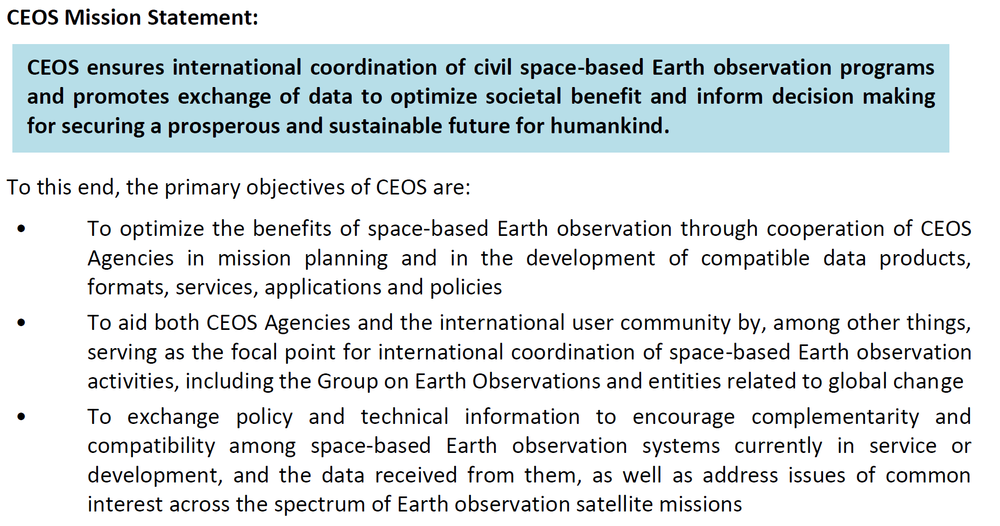 CEOS Mission Statement:
CEOS ensures international coordination of civil space-based Earth observation programs
and promotes exchange of data to optimize societal benefit and inform decision making
for securing a prosperous and sustainable future for humankind.
To this end, the primary objectives of CEOS are:
• To optimize the benefits of space-based Earth observation through cooperation of CEOS
Agencies in mission planning and in the development of compatible data products,
formats, services, applications and policies
• To aid both CEOS Agencies and the international user community by, among other things,
serving as the focal point for international coordination of space-based Earth observation
activities, including the Group on Earth Observations and entities related to global change
• To exchange policy and technical information to encourage complementarity and
compatibility among space-based Earth observation systems currently in service or
development, and the data received from them, as well as address issues of common
interest across the spectrum of Earth observation satellite missions